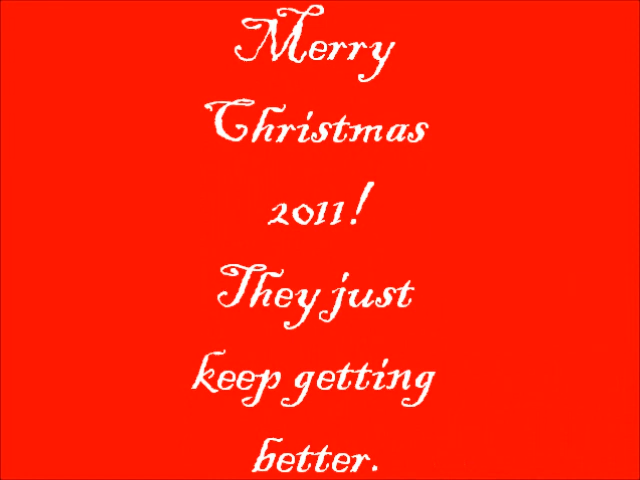 Merry
Christmas
2011!
They just
keep getting
better.